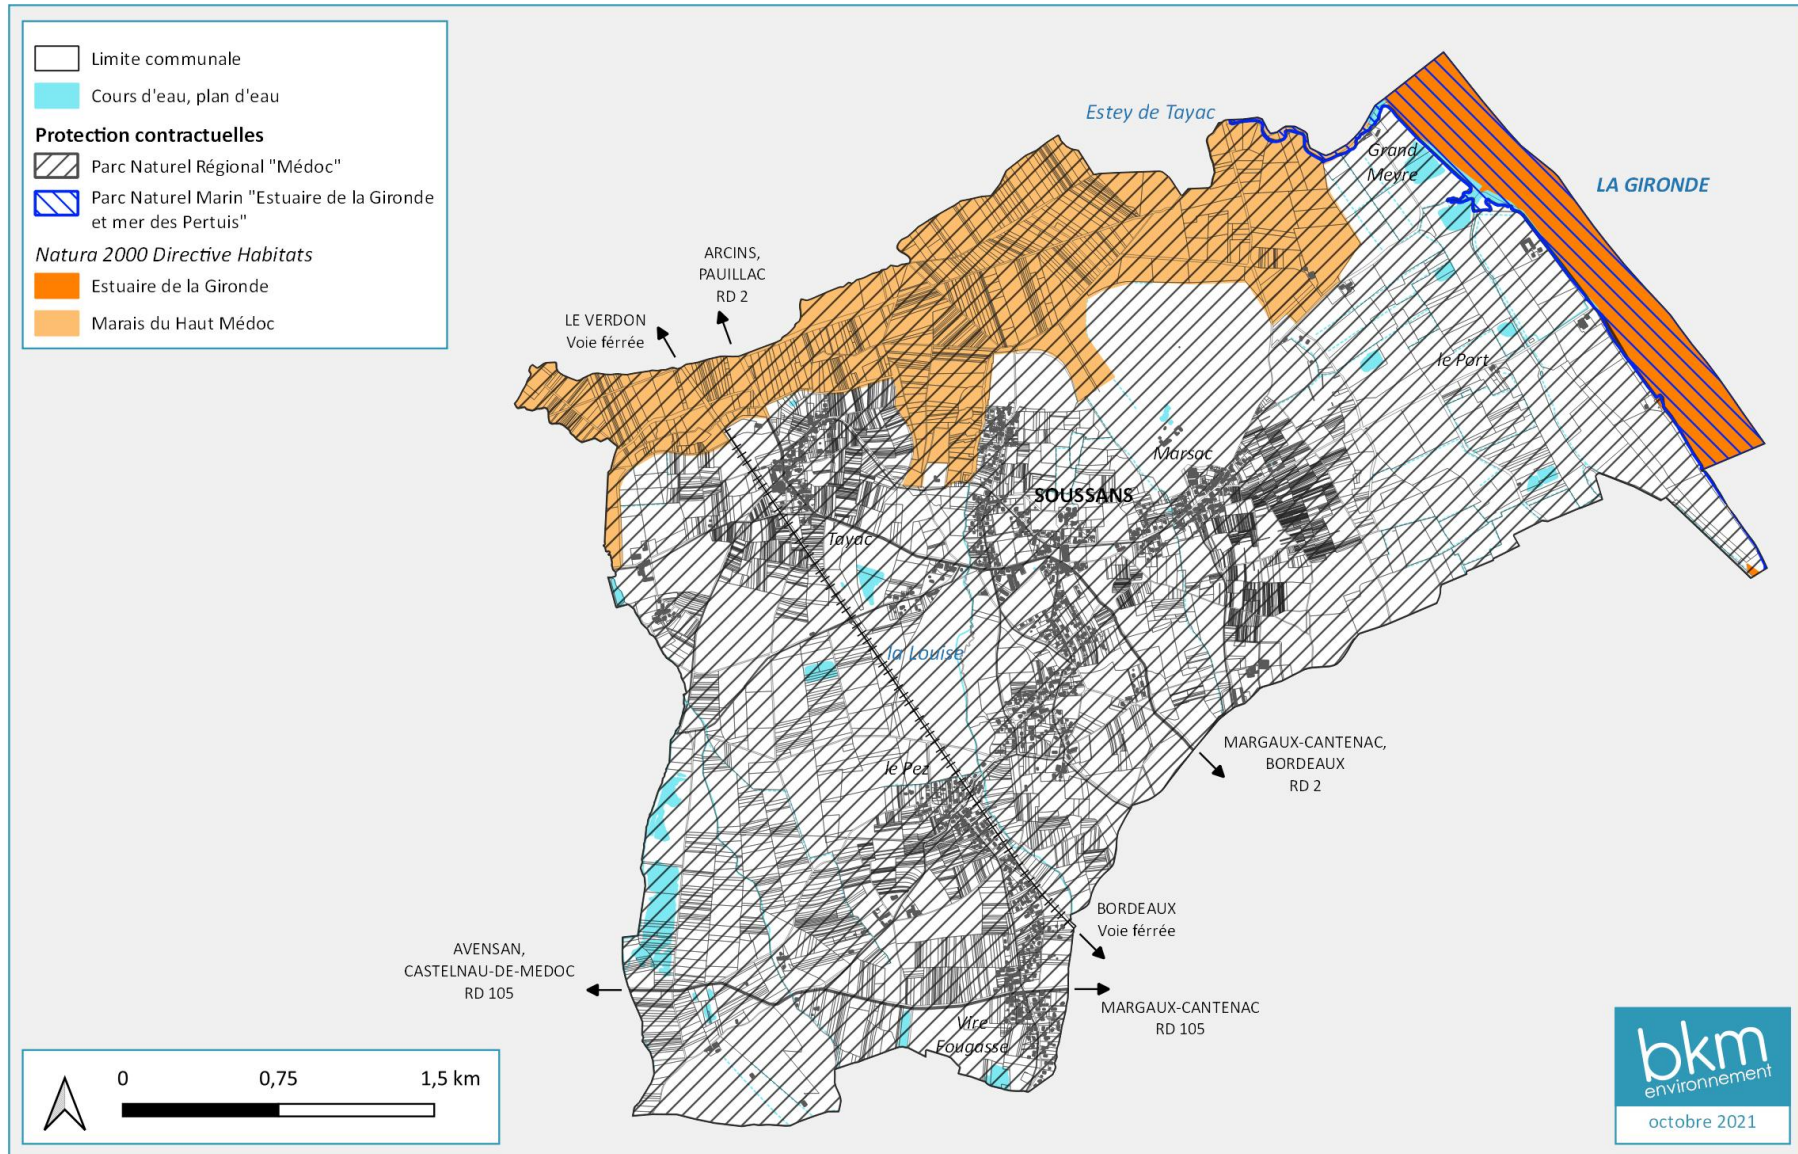 Limite communale
Cours d'eau, plan d'eau
Protection contractuelles
Parc Naturel Régional "Médoc"
Parc Naturel Marin "Estuaire de la Gironde
et mer des Pertuis"
Natura 2000 Directive Habitats
Estuaire de la Gironde
Marais du Haut Médoc
Estey de Tayac
Grand
Meyre
LA GIRONDE
ARCINS,
PAUILLAC
RD 2
LE VERDON
Voie férrée
le Port
Marsac
SOUSSANS
Tayac
la Louise
MARGAUX-CANTENAC,
BORDEAUX
RD 2
le Pez
BORDEAUX
Voie férrée
AVENSAN,
CASTELNAU-DE-MEDOC
RD 105
MARGAUX-CANTENAC
RD 105
Vire
Fougasse
0 0,75 1,5 km
bkm
environnement
octobre 2021